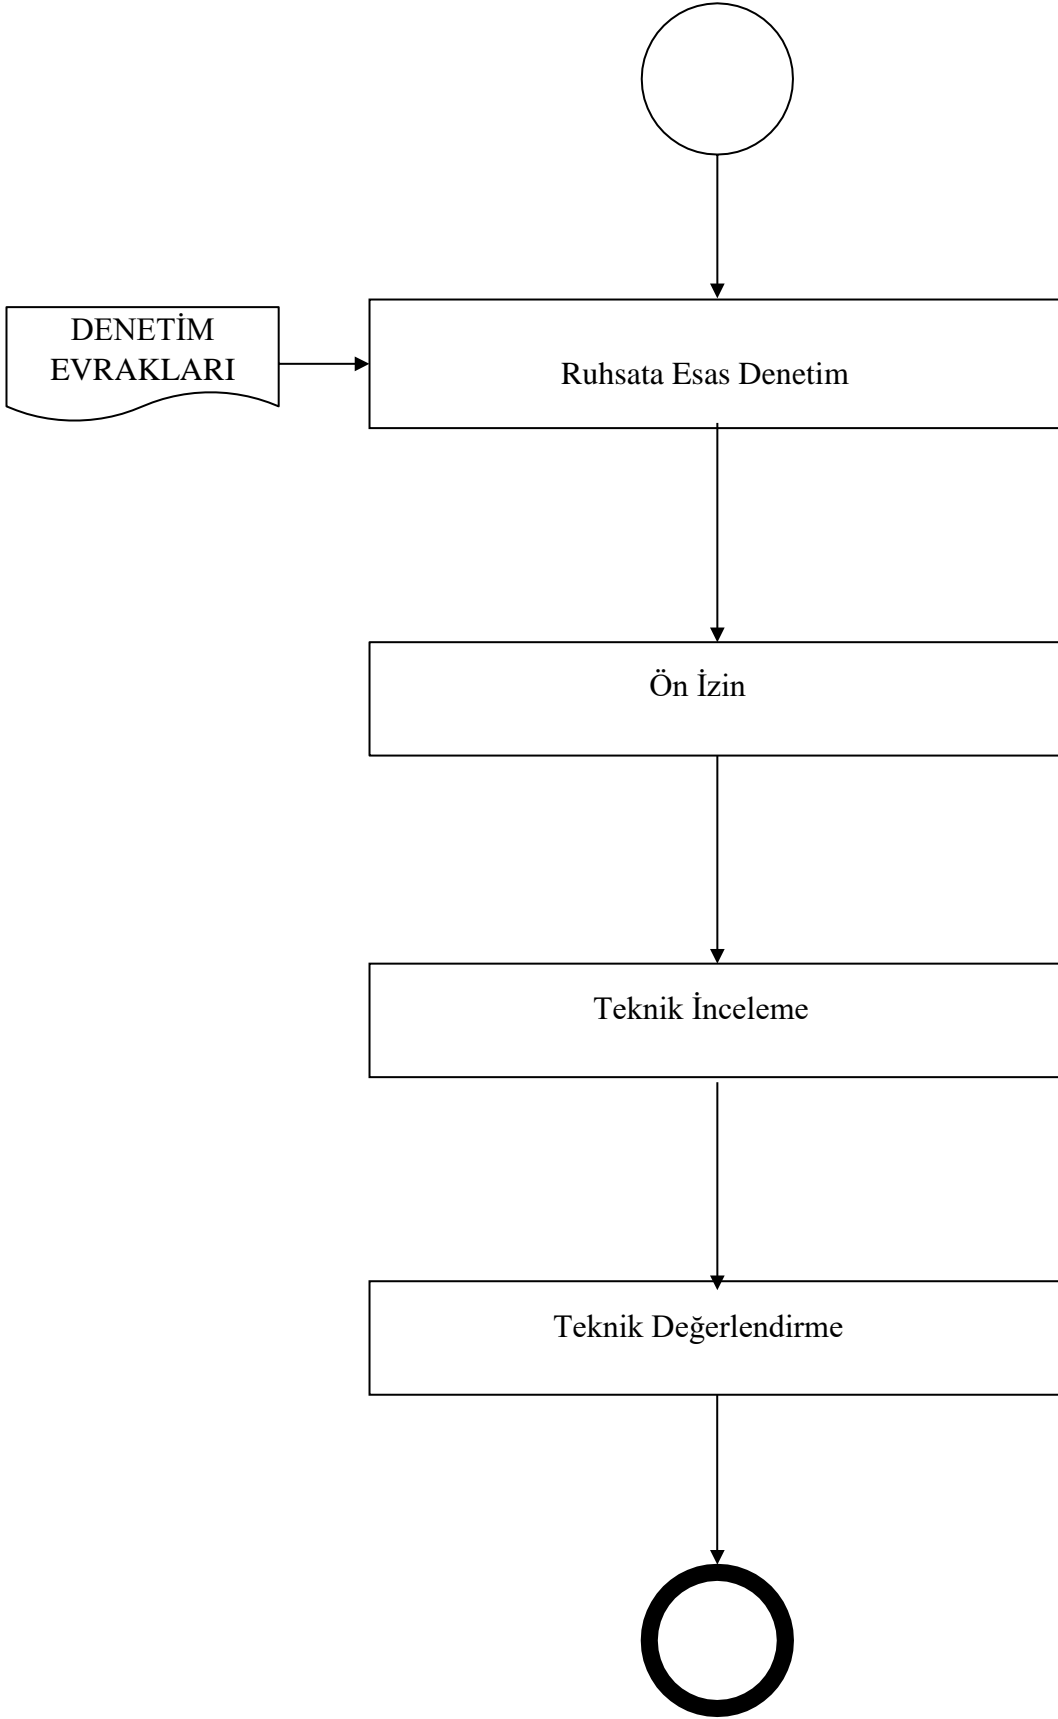 DENETİM
EVRAKLARI
Ruhsata Esas Denetim
Ön İzin
Teknik İnceleme
Teknik Değerlendirme